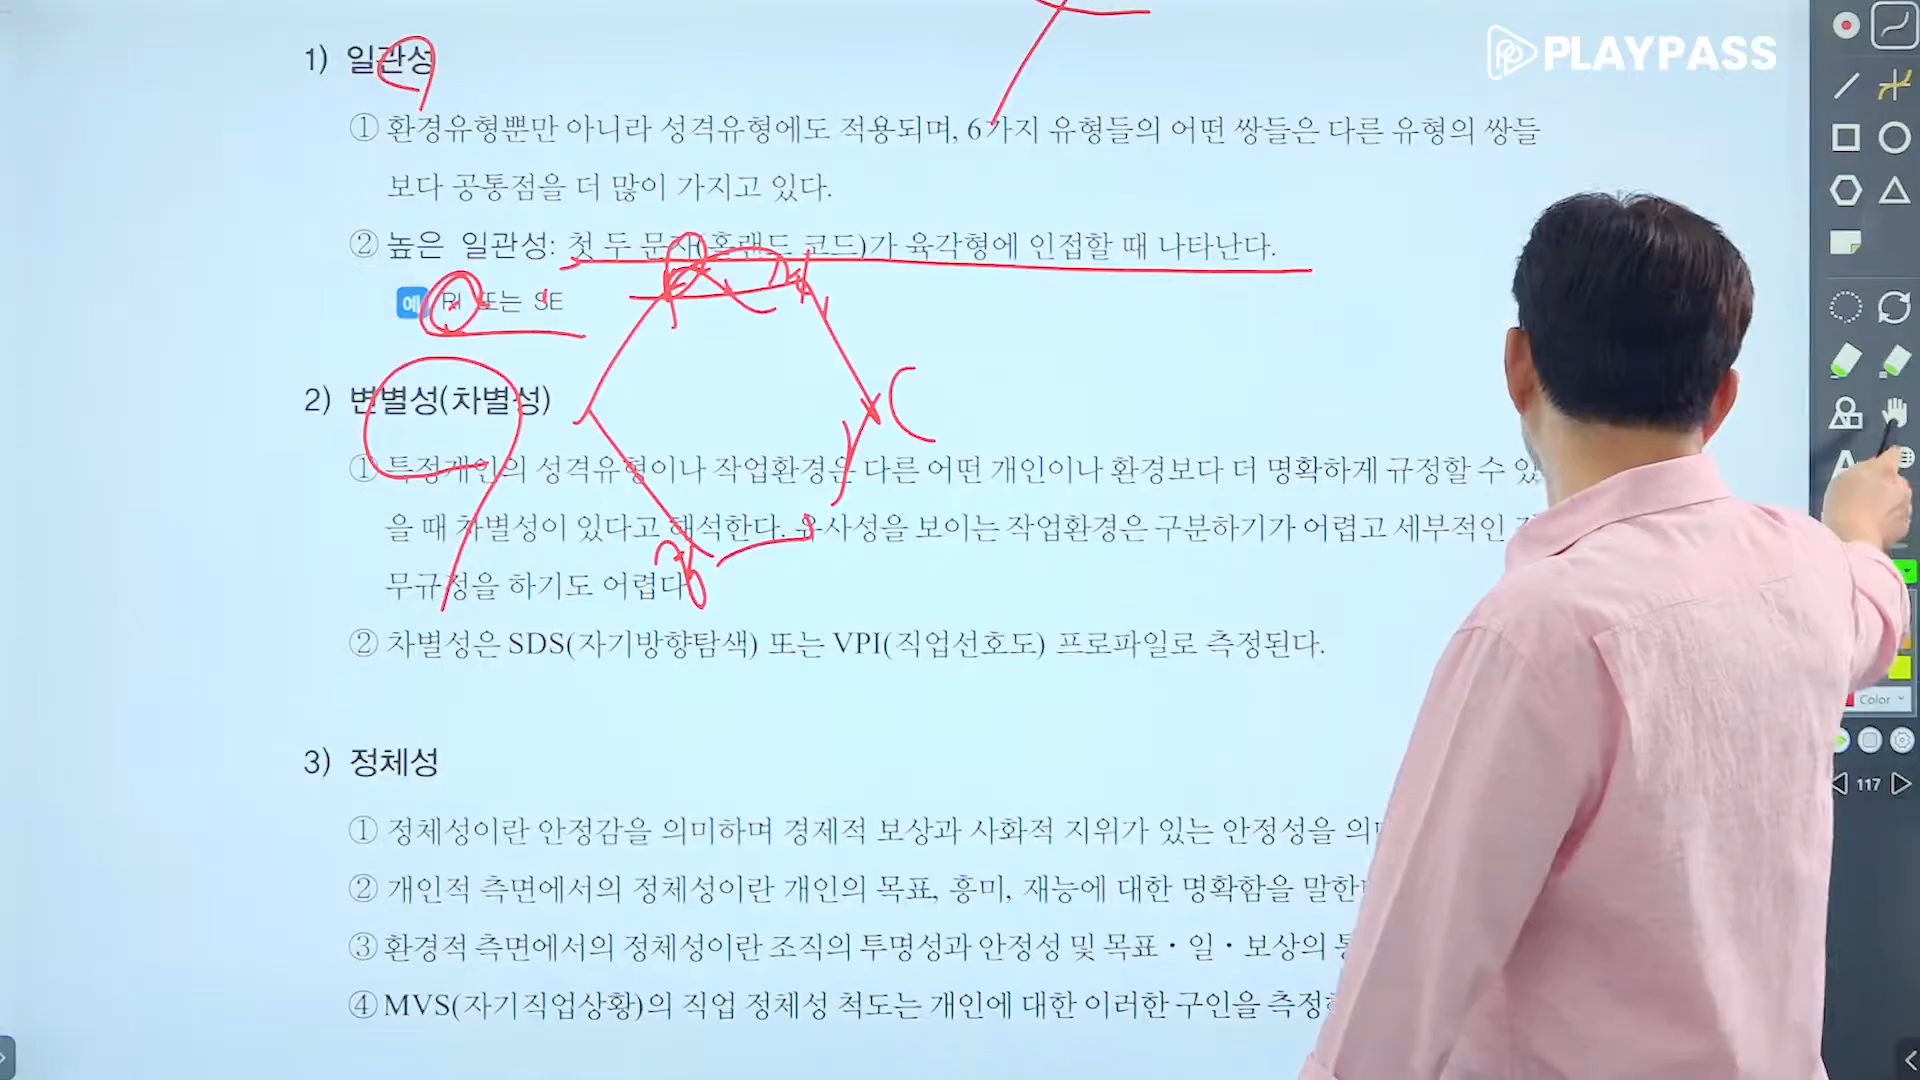 PLAYPASS
1) 일관성
① 환경유형뿐만 아니라 성격유형에도 적용되며, 6가지 유형들의 어떤 쌍들은 다른 유형의 쌍들
보다 공통점을 더 많이 가지고 있다.
② 높은 일관성: 첫 두 문자(홀랜드 코드)가 육각형에 인접할 때 나타난다.
예 RI 또는 SE
2) 변별성(차별성)
① 특정개인의 성격유형이나 작업환경은 다른 어떤 개인이나 환경보다 더 명확하게 규정할 수 있
을 때 차별성이 있다고 해석한다. 유사성을 보이는 작업환경은 구분하기가 어렵고 세부적인
무규정을 하기도 어렵다
② 차별성은 SDS(자기방향탐색) 또는 VPI(직업선호도) 프로파일로 측정된다.
3) 정체성
① 정체성이란 안정감을 의미하며 경제적 보상과 사회적 지위가 있는 안정성을
② 개인적 측면에서의 정체성이란 개인의 목표, 흥미, 재능에 대한 명확함을
③ 환경적 측면에서의 정체성이란 조직의 투명성과 안정성 및 목표・일・보상의
④ MVS(자기직업상황)의 직업 정체성 척도는 개인에 대한 이러한 구인을
Color
117